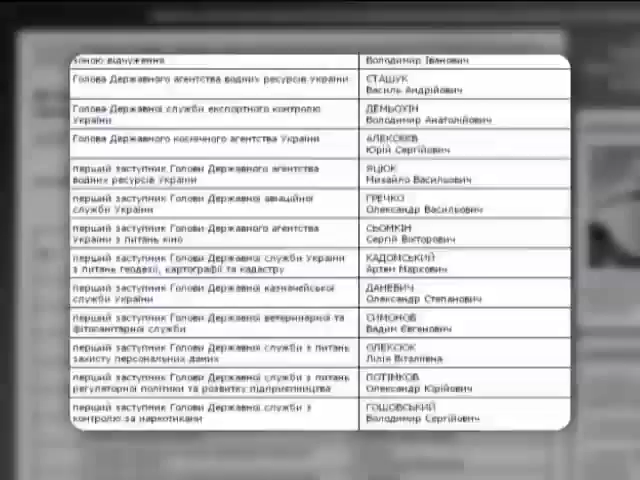 зоною відчуження
Володимир Іванович
Голова Державного агентства водних ресурсів України
СТАШУК
Василь Андрійович
Голова Державної служби експортного контролю
України
ДЕМЬОХІН
Володимир Анатолійович
Голова Державного космічного агентства України
АЛЕКСЕЄВ
Юрій Сергійович
перший заступник Голови Державного агентства
водних ресурсів України
ЯЦЮК
Михайло Васильович
перший заступник Голови Державної авіаційної
служби України
ГРЕЧКО
Олександр Васильович
перший заступник Голови Державного агентства
України з питань кіно
СЬОМКІН
Сергій Вікторович
перший заступник Голови Державної служби України
з питань геодезії, картографії та кадастру
КАДОМСЬКИЙ
Артем Маркович
перший заступник Голови Державної казначейської
служби України
ДАНЕВИЧ
Олександр Степанович
перший заступник Голови Державної ветеринарної та
фітосанітарної служби
СИМОНОВ
Вадим Євгенович
перший заступник Голови Державної служби з питань
захисту персональних даних
ОЛЕКСЮК
Лілія Віталіївна
перший заступник Голови Державної служби з питань
регуляторної політики та розвитку підприємництва
ПОТІМКОВ
Олександр Юрійович
перший заступник Голови Державної служби з
контролю за наркотиками
ГОШОВСЬКИЙ
Володимир Сергійович